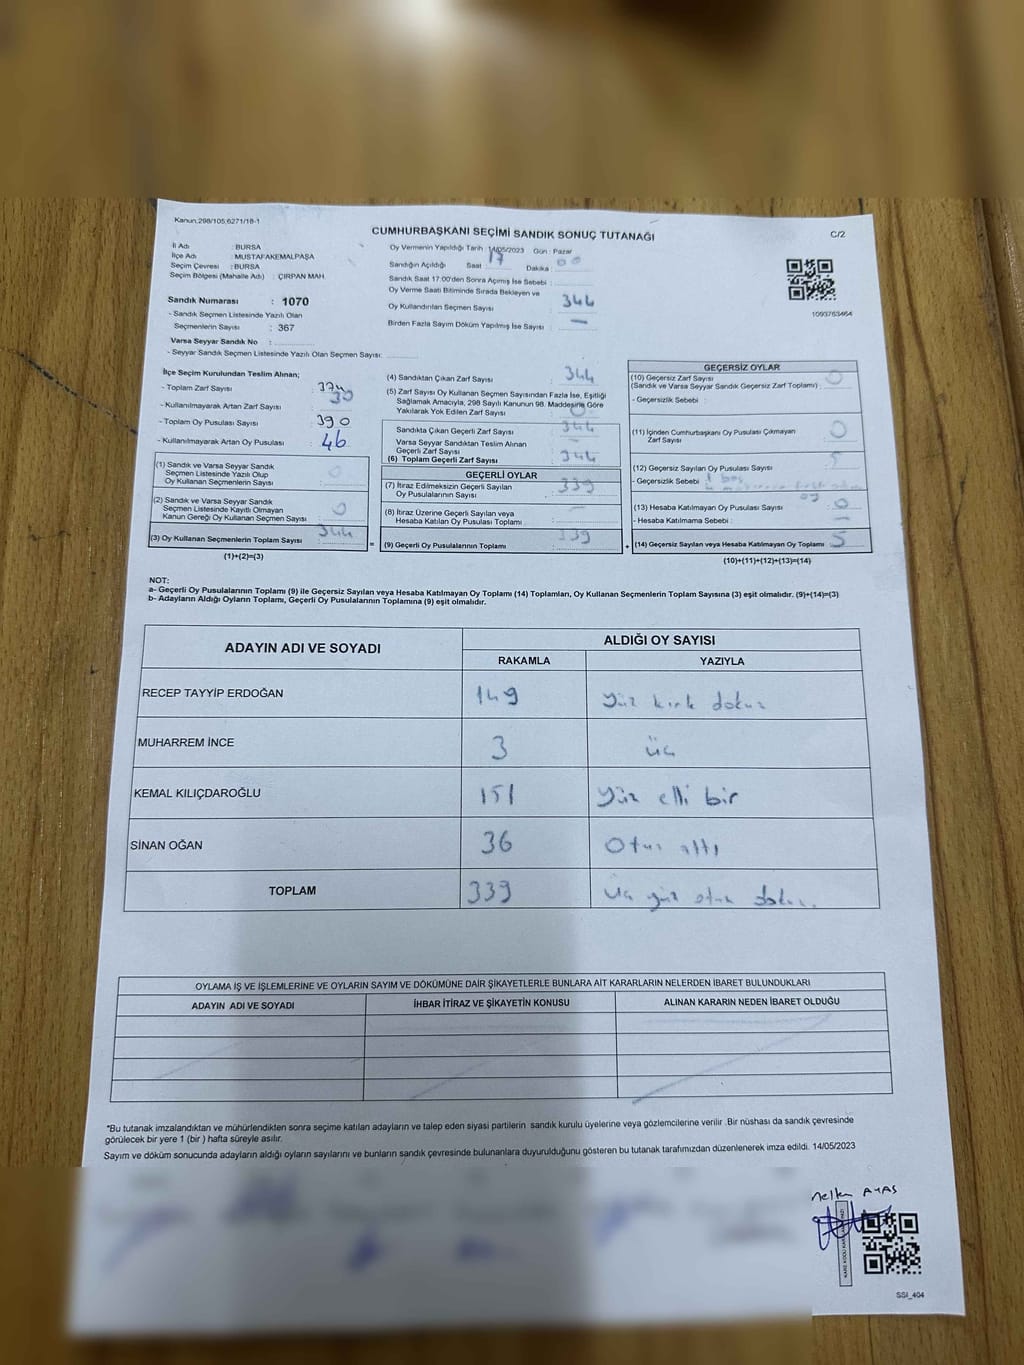 Kanun,298/105,6271/18-1
CUMHURBAŞKANI SEÇİMİ SANDIK SONUÇ TUTANAĞI
C/2
İl Adı : BURSA
İlçe Adı : MUSTAFAKEMALPAŞA
Seçim Çevresi : BURSA
Seçim Bölgesi (Mahalle Adı) : ÇIRPAN MAH.
Sandık Numarası : 1070
- Sandık Seçmen Listesinde Yazılı Olan
Seçmenlerin Sayısı : 367
Varsa Seyyar Sandık No :
- Seyyar Sandık Seçmen Listesinde Yazılı Olan Seçmen Sayısı:
Oy Vermenin Yapıldığı Tarih : 14/05/2023 Gün : Pazar
Sandığın Açıldığı Saat : 17 Dakika : 00
Sandık Saat 17:00'den Sonra Açımış İse Sebebi :
Oy Verme Saati Bitiminde Sırada Bekleyen ve
Oy Kullandırılan Seçmen Sayısı : 344
Birden Fazla Sayım Döküm Yapılmış İse Sayısı : —
1093763464
İlçe Seçim Kurulundan Teslim Alınan;
- Toplam Zarf Sayısı : 374
- Kullanılmayarak Artan Zarf Sayısı : 30
- Toplam Oy Pusulası Sayısı : 390
- Kullanılmayarak Artan Oy Pusulası : 46
(1) Sandık ve Varsa Seyyar Sandık
Seçmen Listesinde Yazılı Olup
Oy Kullanan Seçmenlerin Sayısı : 0
(2) Sandık ve Varsa Seyyar Sandık
Seçmen Listesinde Kayıtlı Olmayan
Kanun Gereği Oy Kullanan Seçmen Sayısı : 0
(3) Oy Kullanan Seçmenlerin Toplam Sayısı : 344
(1)+(2)=(3)
(4) Sandıktan Çıkan Zarf Sayısı : 344
(5) Zarf Sayısı Oy Kullanan Seçmen Sayısından Fazla İse, Eşitliği
Sağlamak Amacıyla, 298 Sayılı Kanunun 98. Maddesine Göre
Yakılarak Yok Edilen Zarf Sayısı : 0
Sandıkta Çıkan Geçerli Zarf Sayısı : 344
Varsa Seyyar Sandıktan Teslim Alınan
Geçerli Zarf Sayısı : —
(6) Toplam Geçerli Zarf Sayısı : 344
GEÇERLİ OYLAR
(7) İtiraz Edilmeksizin Geçerli Sayılan
Oy Pusulalarının Sayısı : 339
(8) İtiraz Üzerine Geçerli Sayılan veya
Hesaba Katılan Oy Pusulası Toplamı : —
= (9) Geçerli Oy Pusulalarının Toplamı : 339
GEÇERSİZ OYLAR
(10) Geçersiz Zarf Sayısı
(Sandık ve Varsa Seyyar Sandık Geçersiz Zarf Toplamı) : 0
- Geçersizlik Sebebi :
(11) İçinden Cumhurbaşkanı Oy Pusulası Çıkmayan
Zarf Sayısı : 0
(12) Geçersiz Sayılan Oy Pusulası Sayısı : 5
- Geçersizlik Sebebi : 1 boş
oy
(13) Hesaba Katılmayan Oy Pusulası Sayısı : 0
- Hesaba Katılmama Sebebi : —
+ (14) Geçersiz Sayılan veya Hesaba Katılmayan Oy Toplamı : 5
(10)+(11)+(12)+(13)=(14)
NOT:
a- Geçerli Oy Pusulalarının Toplamı (9) ile Geçersiz Sayılan veya Hesaba Katılmayan Oy Toplamı (14) Toplamları, Oy Kullanan Seçmenlerin Toplam Sayısına (3) eşit olmalıdır. (9)+(14)=(3)
b- Adayların Aldığı Oyların Toplamı, Geçerli Oy Pusulalarının Toplamına (9) eşit olmalıdır.
ADAYIN ADI VE SOYADI ALDIĞI OY SAYISI
RAKAMLA YAZIYLA
RECEP TAYYİP ERDOĞAN 149 Yüz kırk dokuz
MUHARREM İNCE 3 üç
KEMAL KILIÇDAROĞLU 151 Yüz elli bir
SİNAN OĞAN 36 Otuz altı
TOPLAM 339 üç yüz otuz dokuz.
OYLAMA İŞ VE İŞLEMLERİNE VE OYLARIN SAYIM VE DÖKÜMÜNE DAİR ŞİKAYETLERLE BUNLARA AİT KARARLARIN NELERDEN İBARET BULUNDUKLARI
ADAYIN ADI VE SOYADI İHBAR İTİRAZ VE ŞİKAYETİN KONUSU ALINAN KARARIN NEDEN İBARET OLDUĞU
"Bu tutanak imzalandıktan ve mühürlendikten sonra seçime katılan adayların ve talep eden siyasi partilerin sandık kurulu üyelerine veya gözlemcilerine verilir .Bir nüshası da sandık çevresinde
görülecek bir yere 1 (bir ) hafta süreyle asılır.
Sayım ve döküm sonucunda adayların aldığı oyların sayılarını ve bunların sandık çevresinde bulunanlara duyurulduğunu gösteren bu tutanak tarafımızdan düzenlenerek imza edildi. 14/05/2023
SSI_404